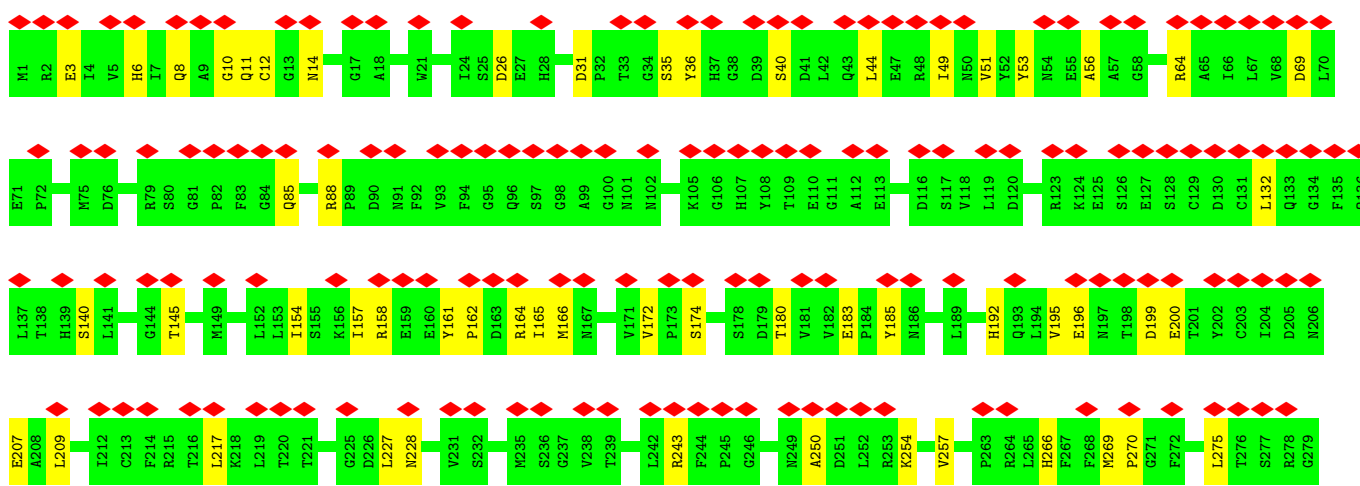 M1 R2 E3 I4 V5 H6 I7 Q8 A9 G10 Q11 C12 G13 N14 G17 A18 W21 I24 S25 D26 E27 H28 D31 P32 T33 G34 S35 Y36 H37 G38 D39 S40 D41 L42 Q43 L44 E47 R48 I49 N50 V51 Y52 Y53 N54 E55 A56 A57 G58 R64 A65 I66 L67 V68 D69 L70
E71 P72 M75 D76 R79 S80 G81 P82 F83 G84 Q85 R88 P89 D90 N91 F92 V93 F94 G95 Q96 S97 G98 A99 G100 N101 N102 K105 G106 H107 Y108 T109 E110 G111 A112 E113 D116 S117 V118 L119 D120 R123 K124 E125 S126 E127 S128 C129 D130 C131 L132 Q133 G134 F135
L137 T138 H139 S140 L141 G144 T145 M149 L152 I154 S155 K156 I157 R158 E159 E160 Y161 P162 D163 R164 I165 M166 N167 V171 V172 P173 S174 S178 D179 T180 V181 V182 E183 P184 Y185 N186 L189 H192 Q193 L194 V195 E196 N197 T198 D199 E200 T201 Y202 C203 I204 D205 N206
E207 A208 L209 I212 C213 F214 R215 T216 L217 K218 L219 T220 T221 G225 D226 L227 N228 V231 S232 M235 S236 G237 V238 T239 L242 R243 F244 P245 G246 N249 A250 D251 L252 R253 K254 V257 P263 R264 L265 H266 F267 F268 M269 P270 G271 F272 L275 T276 S277 R278 G279